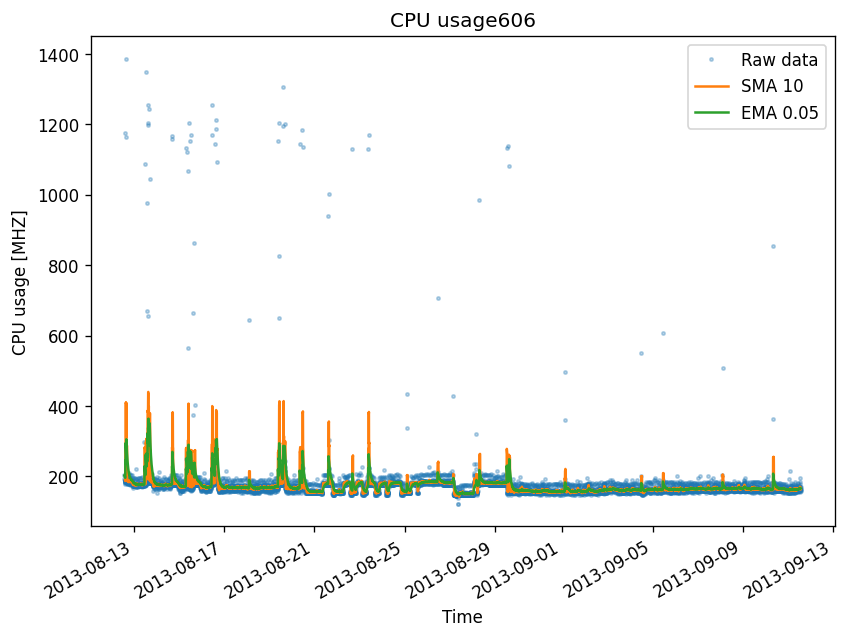 CPU usage606
CPU usage [MHZ]
1400
1200
1000
800
600
400
200
Raw data
SMA 10
EMA 0.05
2013-08-13
2013-08-17
2013-08-21
2013-08-25
2013-08-29
2013-09-01
2013-09-05
2013-09-09
2013-09-13
Time